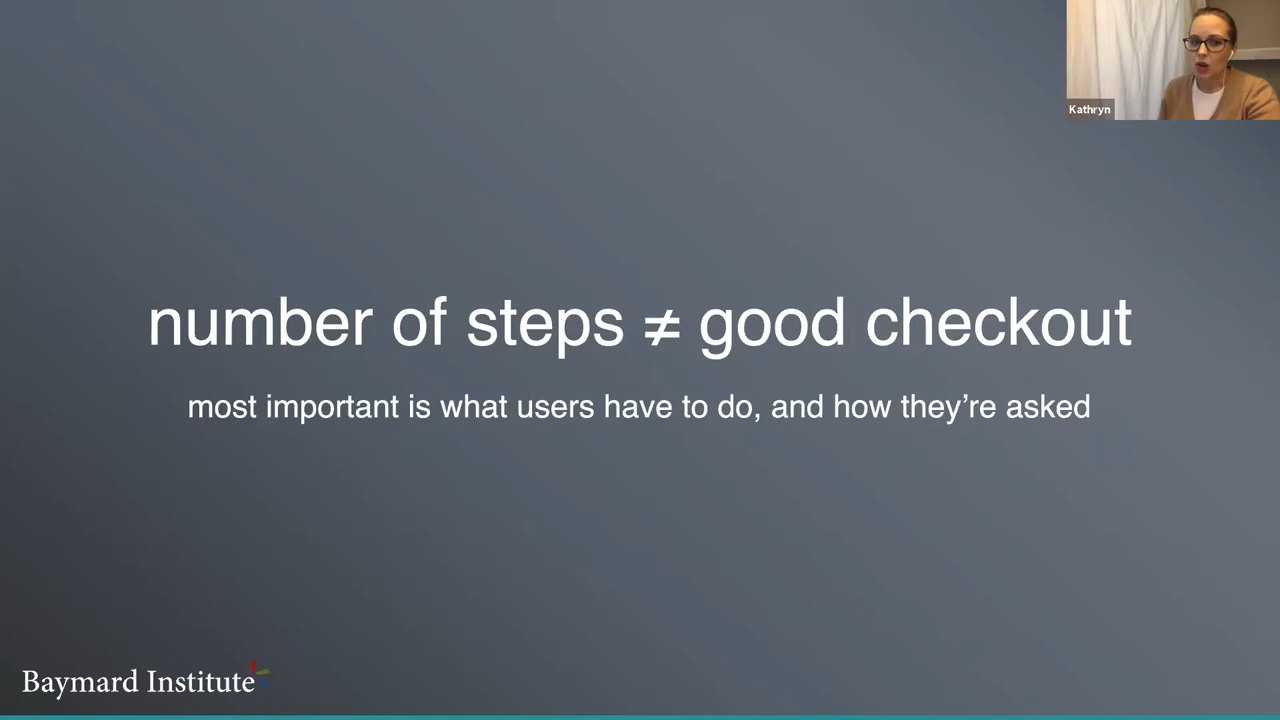 Kathryn
number of steps ≠ good checkout
most important is what users have to do, and how they’re asked
Baymard Institute